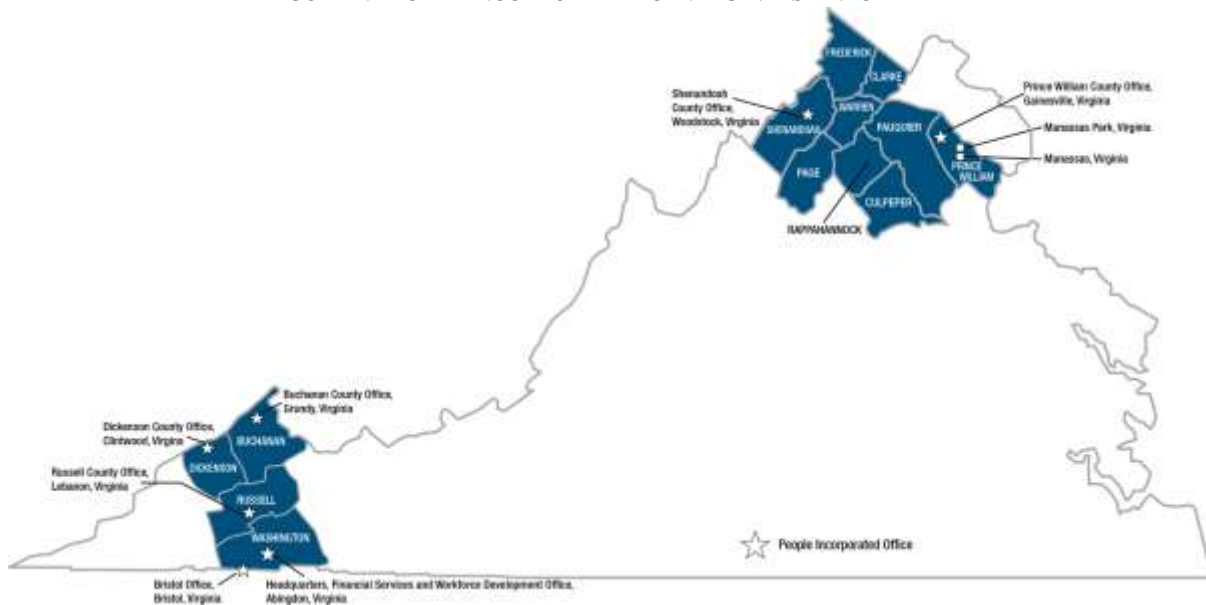 FREDERICK
CLARKE
Shenandoah
County Office,
Woodstock, Virginia
WARREN
SHENANDOAH
FAUQUIER
PAGE
CULPEPER
RAPPAHANNOCK
Prince William County Office,
Gainesville, Virginia
Manassas Park, Virginia
Manassas, Virginia
PRINCE
WILLIAM
Buchanan County Office,
Grundy, Virginia
Dickenson County Office,
Clintwood, Virginia
BUCHANAN
DICKENSON
Russell County Office,
Lebanon, Virginia
RUSSELL
WASHINGTON
Bristol Office,
Bristol, Virginia
Headquarters, Financial Services and Workforce Development Office,
Abingdon, Virginia
People Incorporated Office